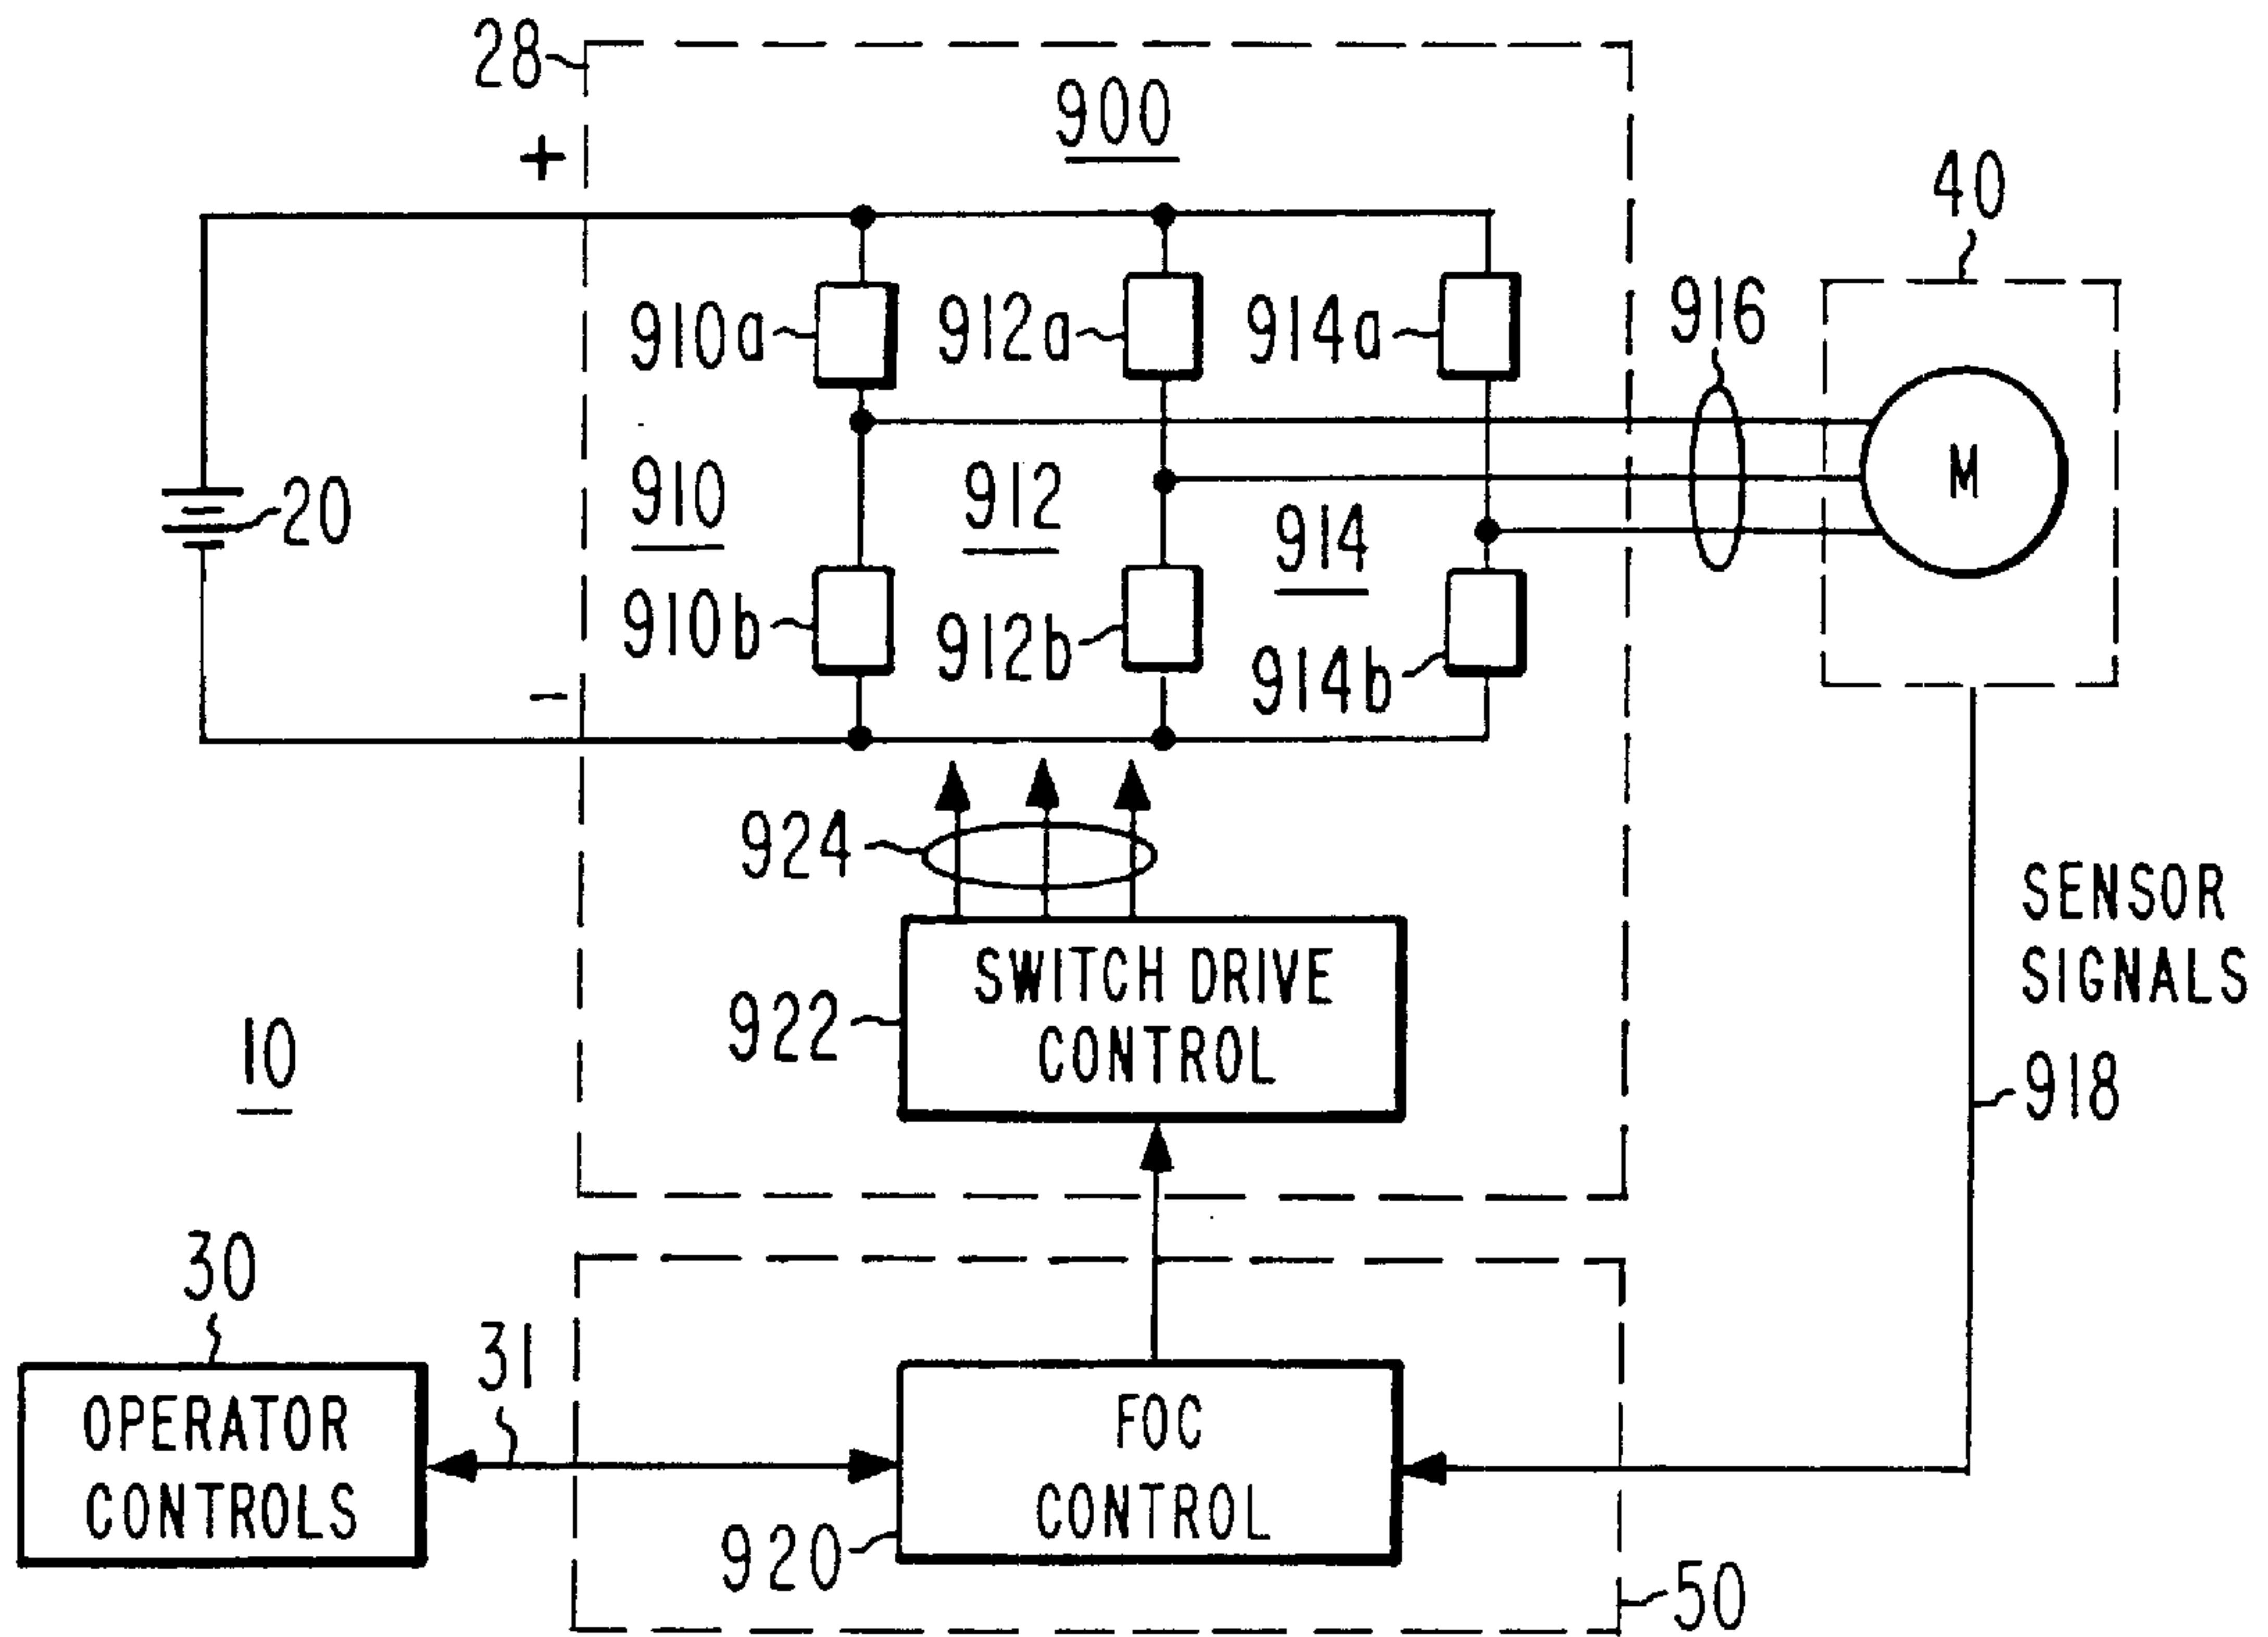 28
900
+
40
910a
912a
914a
916
M
20
910
912
914
910b
912b
914b
-
924
SENSOR
SIGNALS
SWITCH DRIVE
CONTROL
922
10
918
30
31
OPERATOR
CONTROLS
FOC
CONTROL
920
50